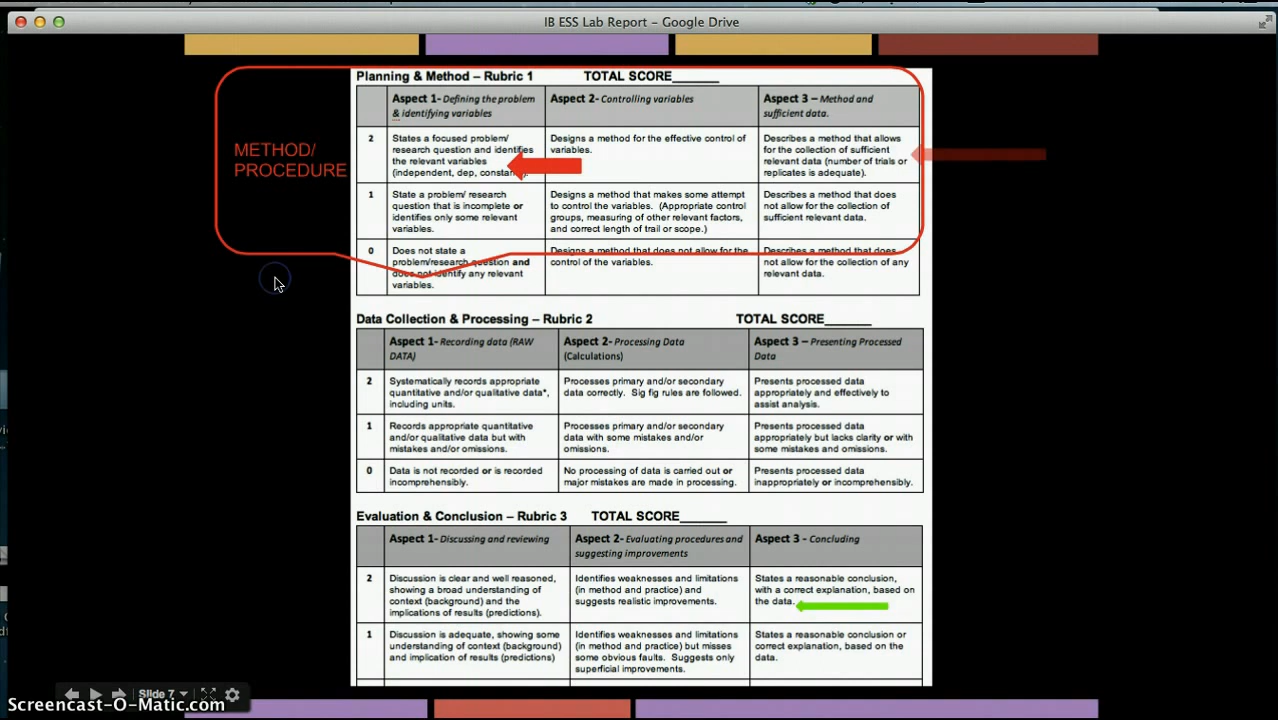 IB ESS Lab Report – Google Drive
Planning & Method – Rubric 1 TOTAL SCORE______
Aspect 1- Defining the problem
& identifying variables
Aspect 2- Controlling variables
Aspect 3 – Method and
sufficient data.
METHOD/
PROCEDURE
2
States a focused problem/
research question and identifies
the relevant variables
(independent, dep, constant).
Designs a method for the effective control of
variables.
Describes a method that allows
for the collection of sufficient
relevant data (number of trials or
replicates is adequate).
1
State a problem/ research
question that is incomplete or
identifies only some relevant
variables.
Designs a method that makes some attempt
to control the variables. (Appropriate control
groups, measuring of other relevant factors,
and correct length of trail or scope.)
Describes a method that does
not allow for the collection of
sufficient relevant data.
0
Does not state a
problem/research question and
does not identify any relevant
variables.
Designs a method that does not allow for the
control of the variables.
Describes a method that does
not allow for the collection of any
relevant data.
Data Collection & Processing – Rubric 2 TOTAL SCORE______
Aspect 1- Recording data (RAW
DATA)
Aspect 2- Processing Data
(Calculations)
Aspect 3 – Presenting Processed
Data
2
Systematically records appropriate
quantitative and/or qualitative data*,
including units.
Processes primary and/or secondary
data correctly. Sig fig rules are followed.
Presents processed data
appropriately and effectively to
assist analysis.
1
Records appropriate quantitative
and/or qualitative data but with
mistakes and/or omissions.
Processes primary and/or secondary
data with some mistakes and/or
omissions.
Presents processed data
appropriately but lacks clarity or with
some mistakes and omissions.
0
Data is not recorded or is recorded
incomprehensibly.
No processing of data is carried out or
major mistakes are made in processing.
Presents processed data
inappropriately or incomprehensibly.
Evaluation & Conclusion – Rubric 3 TOTAL SCORE______
Aspect 1- Discussing and reviewing
Aspect 2- Evaluating procedures and
suggesting improvements
Aspect 3 - Concluding
2
Discussion is clear and well reasoned,
showing a broad understanding of
context (background) and the
implications of results (predictions).
Identifies weaknesses and limitations
(in method and practice) and
suggests realistic improvements.
States a reasonable conclusion,
with a correct explanation, based on
the data.
1
Discussion is adequate, showing some
understanding of context (background)
and implication of results (predictions)
Identifies weaknesses and limitations
(in method and practice) but misses
some obvious faults. Suggests only
superficial improvements.
States a reasonable conclusion or
correct explanation, based on the
data.
Slide 7
Screencast-O-Matic.com